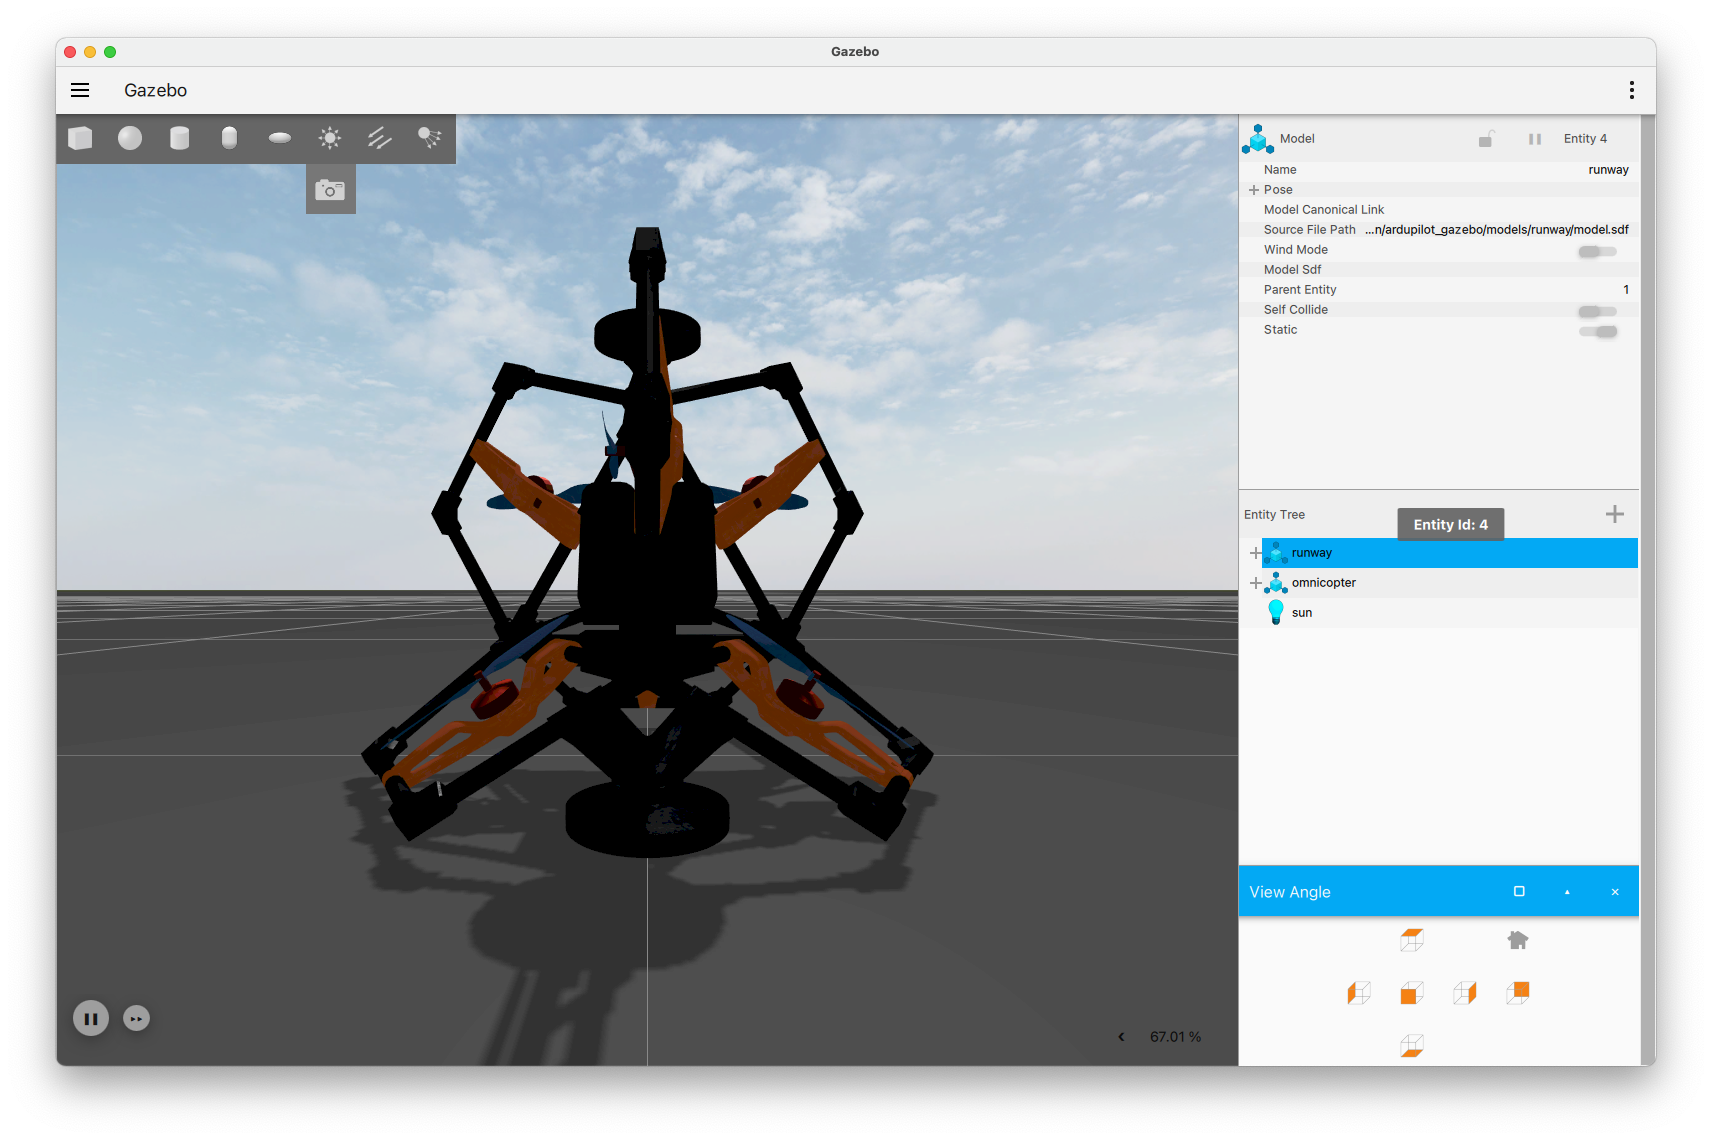 Gazebo
Gazebo
Model
Entity 4
Name
runway
Pose
Model Canonical Link
Source File Path
...n/ardupilot_gazebo/models/runway/model.sdf
Wind Mode
Model Sdf
Parent Entity
1
Self Collide
Static
Entity Tree
Entity Id: 4
runway
omnicopter
sun
View Angle
67.01 %